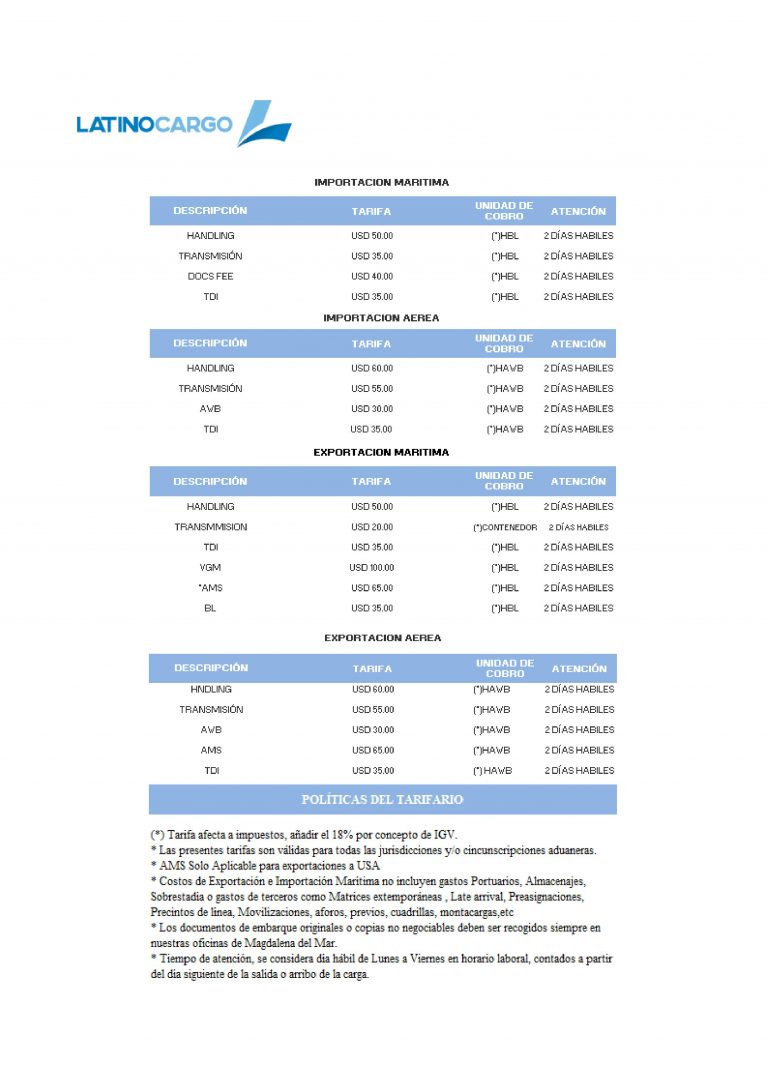 LATINOCARGO
IMPORTACION MARITIMA
DESCRIPCIÓN TARIFA UNIDAD DE COBRO ATENCIÓN
HANDLING USD 50.00 (*)HBL 2 DÍAS HABILES
TRANSMISIÓN USD 35.00 (*)HBL 2 DÍAS HABILES
DOCS FEE USD 40.00 (*)HBL 2 DÍAS HABILES
TDI USD 35.00 (*)HBL 2 DÍAS HABILES
IMPORTACION AEREA
DESCRIPCIÓN TARIFA UNIDAD DE COBRO ATENCIÓN
HANDLING USD 60.00 (*)HAWB 2 DÍAS HABILES
TRANSMISIÓN USD 55.00 (*)HAWB 2 DÍAS HABILES
AWB USD 30.00 (*)HAWB 2 DÍAS HABILES
TDI USD 35.00 (*)HAWB 2 DÍAS HABILES
EXPORTACION MARITIMA
DESCRIPCIÓN TARIFA UNIDAD DE COBRO ATENCIÓN
HANDLING USD 50.00 (*)HBL 2 DÍAS HABILES
TRANSMMISION USD 20.00 (*)CONTENEDOR 2 DÍAS HABILES
TDI USD 35.00 (*)HBL 2 DÍAS HABILES
VGM USD 100.00 (*)HBL 2 DÍAS HABILES
*AMS USD 65.00 (*)HBL 2 DÍAS HABILES
BL USD 35.00 (*)HBL 2 DÍAS HABILES
EXPORTACION AEREA
DESCRIPCIÓN TARIFA UNIDAD DE COBRO ATENCIÓN
HNDLING USD 60.00 (*)HAWB 2 DÍAS HABILES
TRANSMISIÓN USD 55.00 (*)HAWB 2 DÍAS HABILES
AWB USD 30.00 (*)HAWB 2 DÍAS HABILES
AMS USD 65.00 (*)HAWB 2 DÍAS HABILES
TDI USD 35.00 (*) HAWB 2 DÍAS HABILES
POLÍTICAS DEL TARIFARIO
(*) Tarifa afecta a impuestos, añadir el 18% por concepto de IGV.
* Las presentes tarifas son válidas para todas las jurisdicciones y/o cincunscripciones aduaneras.
* AMS Solo Aplicable para exportaciones a USA
* Costos de Exportación e Importación Marítima no incluyen gastos Portuarios, Almacenajes,
Sobrestadia o gastos de terceros como Matrices extemporáneas , Late arrival, Preasignaciones,
Precintos de linea, Movilizaciones, aforos, previos, cuadrillas, montacargas,etc
* Los documentos de embarque originales o copias no negociables deben ser recogidos siempre en
nuestras oficinas de Magdalena del Mar.
* Tiempo de atención, se considera día hábil de Lunes a Viernes en horario laboral, contados a partir
del día siguiente de la salida o arribo de la carga.